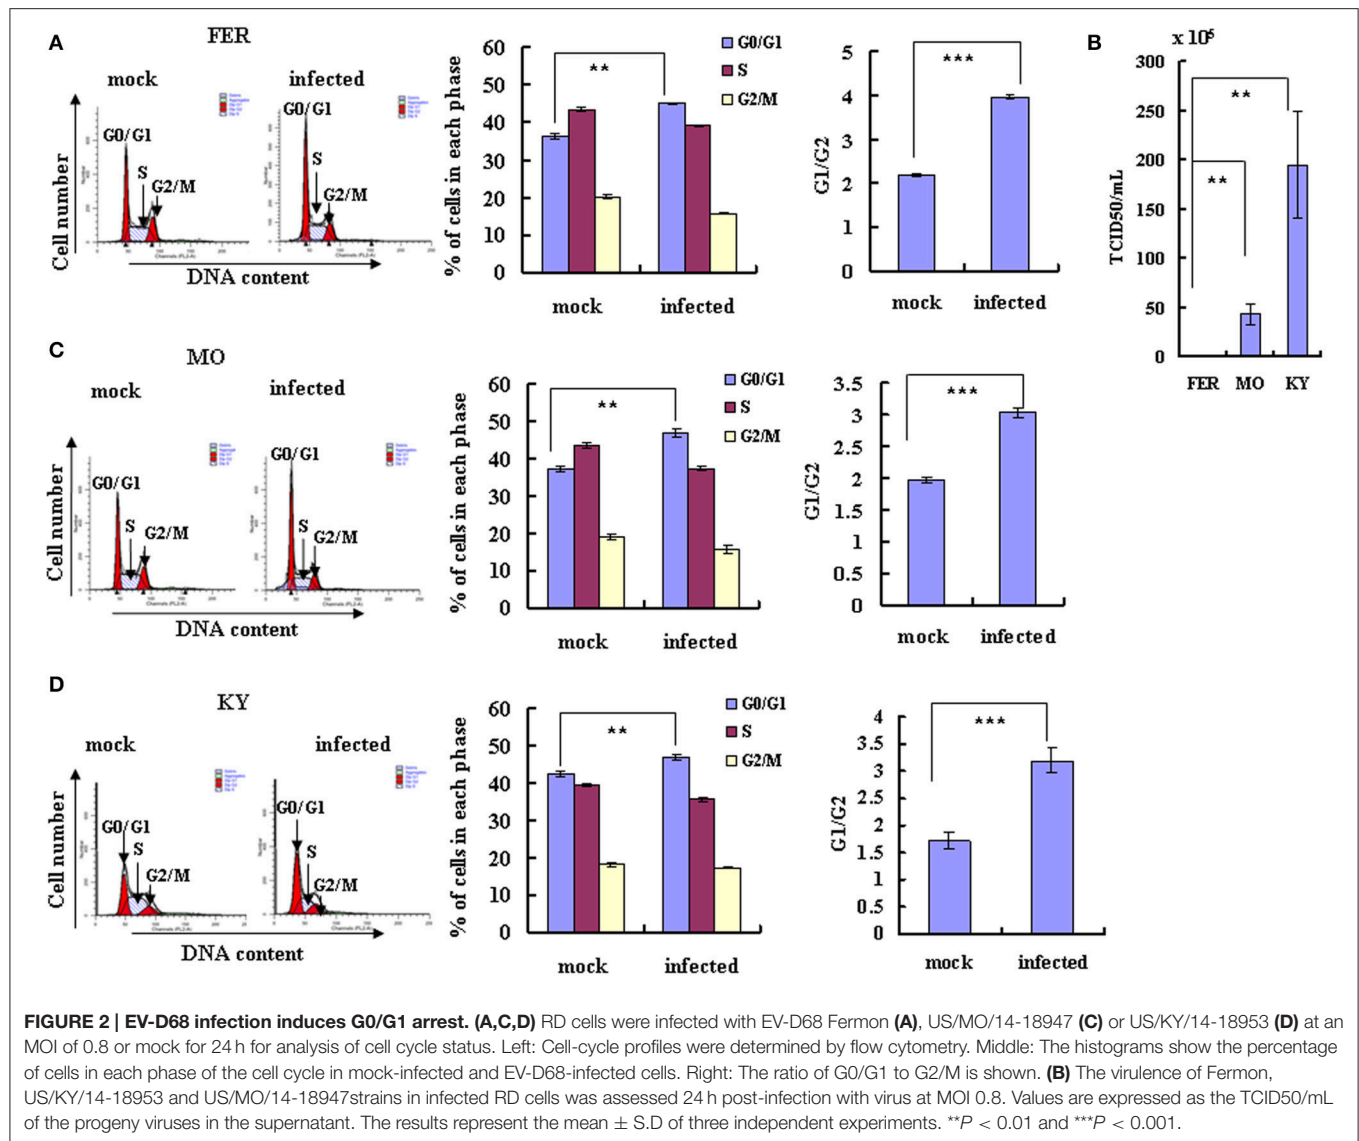 A
FER
mock
infected
G0/G1
S
G2/M
G0/G1
S
G2/M
Cell number
DNA content
% of cells in each phase
60
50
40
30
20
10
0
**
G0/G1
S
G2/M
mock
infected
G1/G2
5
4
3
2
1
0
***
mock
infected
B
x 10⁵
TCID50/mL
300
250
200
150
100
50
0
**
**
FER
MO
KY
C
MO
mock
infected
G0/G1
S
G2/M
G0/G1
S
G2/M
Cell number
DNA content
% of cells in each phase
60
50
40
30
20
10
0
**
G0/G1
S
G2/M
mock
infected
G1/G2
3.5
3
2.5
2
1.5
1
0.5
0
***
mock
infected
D
KY
mock
infected
G0/G1
S
G2/M
G0/G1
S
G2/M
Cell number
DNA content
% of cells in each phase
60
50
40
30
20
10
0
**
G0/G1
S
G2/M
mock
infected
G1/G2
4
3.5
3
2.5
2
1.5
1
0.5
0
***
mock
infected
FIGURE 2 | EV-D68 infection induces G0/G1 arrest. (A,C,D) RD cells were infected with EV-D68 Fermon (A), US/MO/14-18947 (C) or US/KY/14-18953 (D) at an
MOI of 0.8 or mock for 24 h for analysis of cell cycle status. Left: Cell-cycle profiles were determined by flow cytometry. Middle: The histograms show the percentage
of cells in each phase of the cell cycle in mock-infected and EV-D68-infected cells. Right: The ratio of G0/G1 to G2/M is shown. (B) The virulence of Fermon,
US/KY/14-18953 and US/MO/14-18947strains in infected RD cells was assessed 24 h post-infection with virus at MOI 0.8. Values are expressed as the TCID50/mL
of the progeny viruses in the supernatant. The results represent the mean ± S.D of three independent experiments. **P < 0.01 and ***P < 0.001.